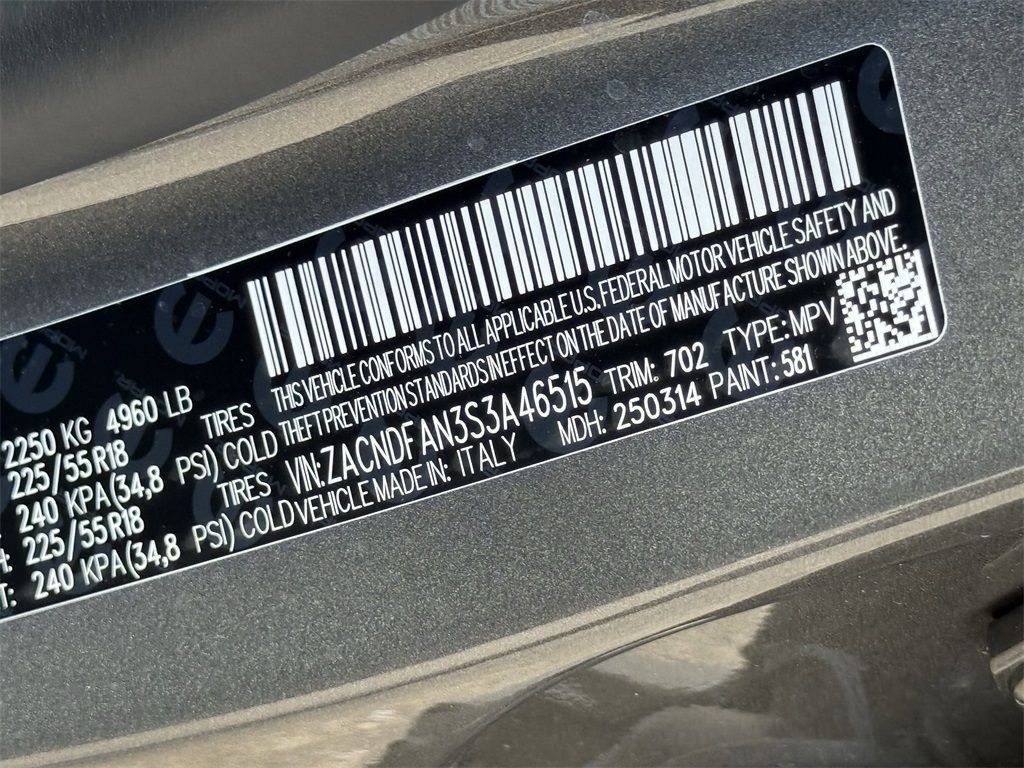 THIS VEHICLE CONFORMS TO ALL APPLICABLE U.S. FEDERAL MOTOR VEHICLE SAFETY AND
THEFT PREVENTION STANDARDS IN EFFECT ON THE DATE OF MANUFACTURE SHOWN ABOVE.
2250 KG 4960 LB
225/55R18 TIRES
240 KPA(34,8 PSI) COLD
225/55R18 TIRES
240 KPA(34,8 PSI) COLD
VIN:ZACNDFAN3S3A46515 TRIM: 702 TYPE: MPV
VEHICLE MADE IN: ITALY MDH: 250314 PAINT: 581